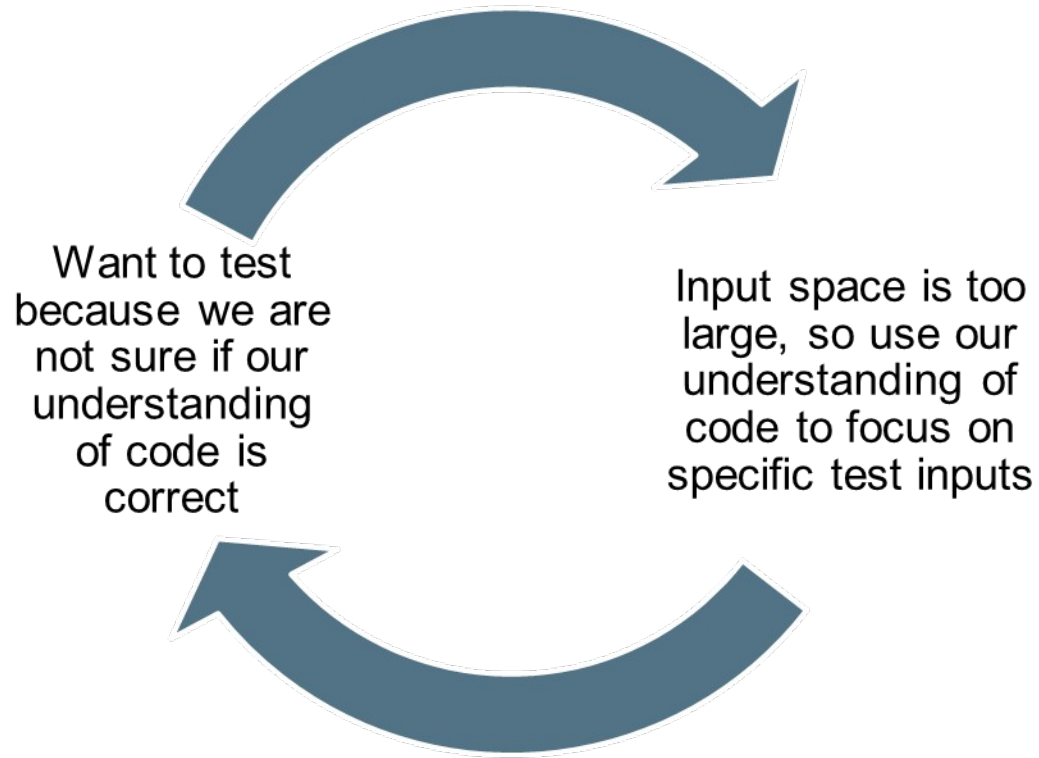 Want to test
because we are
not sure if our
understanding
of code is
correct
Input space is too
large, so use our
understanding of
code to focus on
specific test inputs